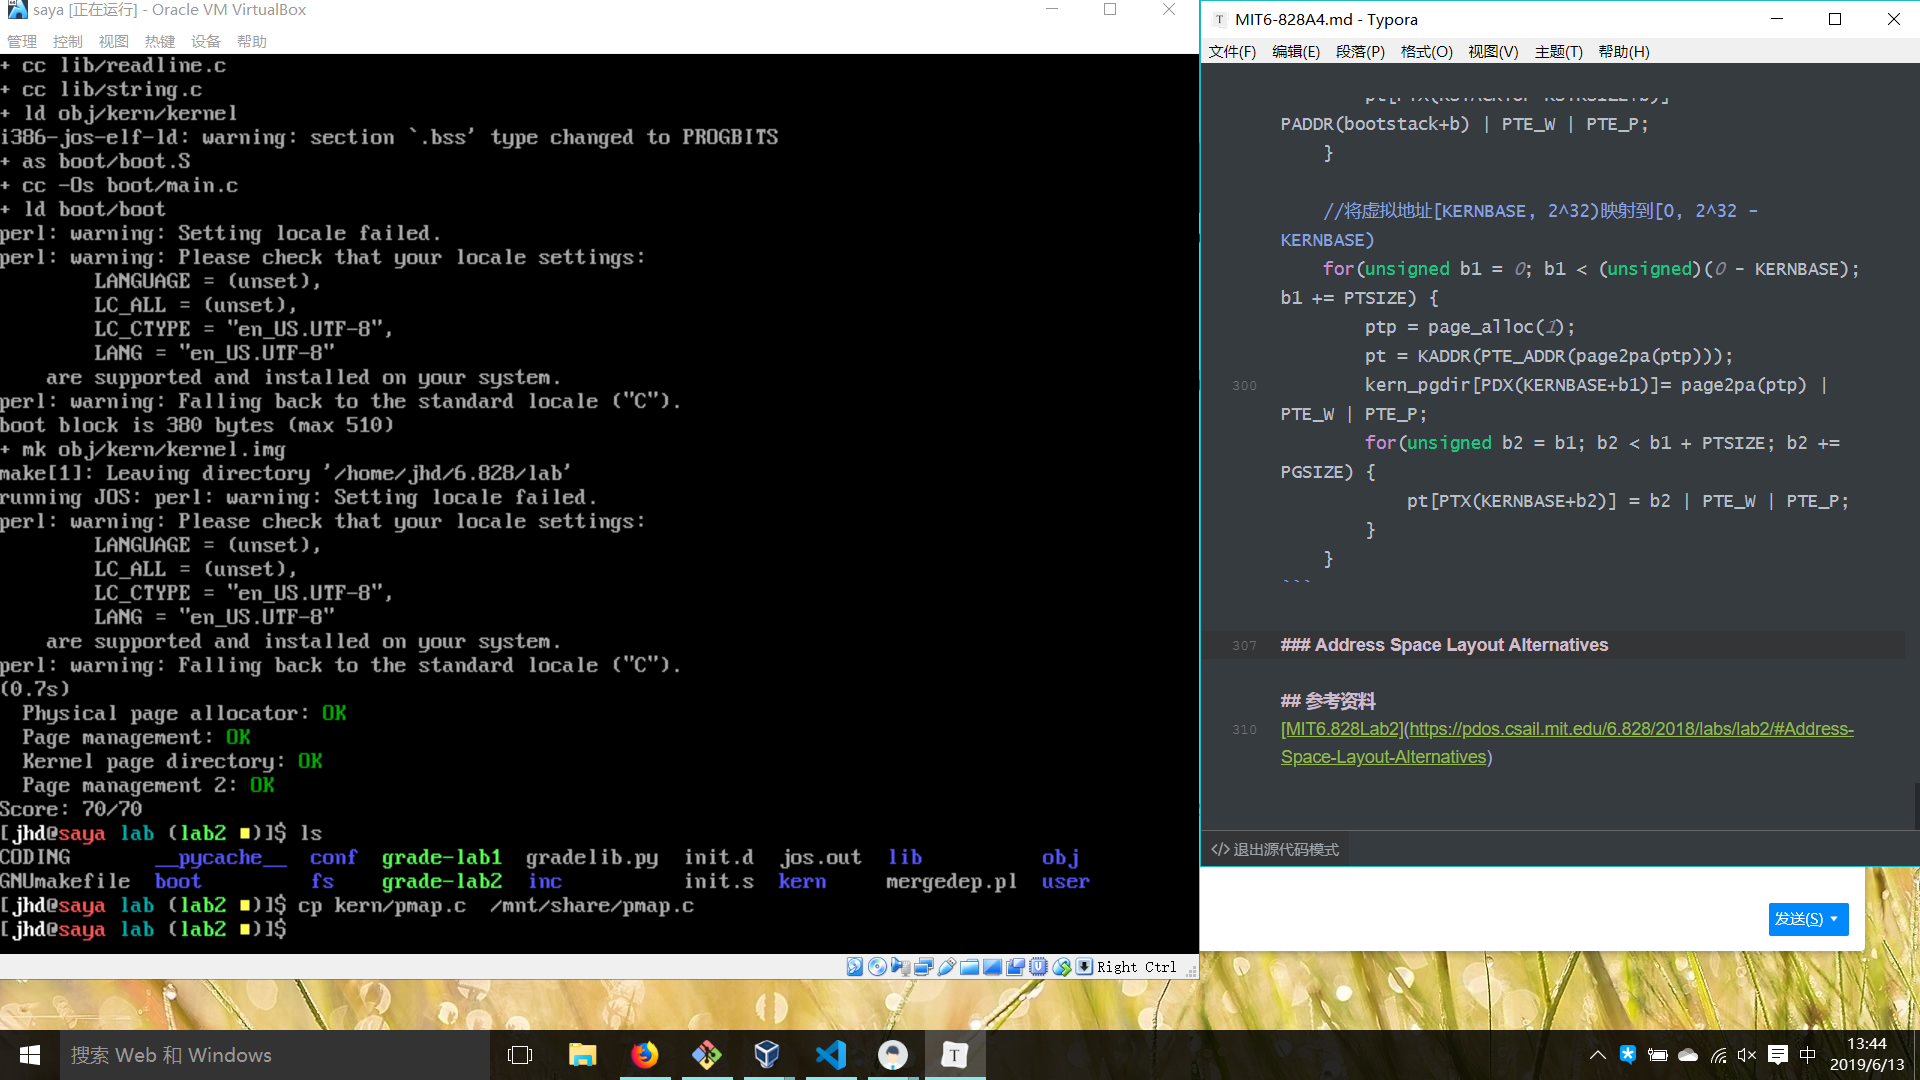 saya [正在运行] - Oracle VM VirtualBox
管理 控制 视图 热键 设备 帮助
+ cc lib/readline.c
+ cc lib/string.c
+ ld obj/kern/kernel
i386-jos-elf-ld: warning: section `.bss' type changed to PROGBITS
+ as boot/boot.S
+ cc -Os boot/main.c
+ ld boot/boot
perl: warning: Setting locale failed.
perl: warning: Please check that your locale settings:
LANGUAGE = (unset),
LC_ALL = (unset),
LC_CTYPE = "en_US.UTF-8",
LANG = "en_US.UTF-8"
are supported and installed on your system.
perl: warning: Falling back to the standard locale ("C").
boot block is 380 bytes (max 510)
+ mk obj/kern/kernel.img
make[1]: Leaving directory '/home/jhd/6.828/lab'
running JOS: perl: warning: Setting locale failed.
perl: warning: Please check that your locale settings:
LANGUAGE = (unset),
LC_ALL = (unset),
LC_CTYPE = "en_US.UTF-8",
LANG = "en_US.UTF-8"
are supported and installed on your system.
perl: warning: Falling back to the standard locale ("C").
(0.7s)
Physical page allocator: OK
Page management: OK
Kernel page directory: OK
Page management 2: OK
Score: 70/70
[jhd@saya lab (lab2 ■)]$ ls
CODING __pycache__ conf grade-lab1 gradelib.py init.d jos.out lib obj
GNUmakefile boot fs grade-lab2 inc init.s kern mergedep.pl user
[jhd@saya lab (lab2 ■)]$ cp kern/pmap.c /mnt/share/pmap.c
[jhd@saya lab (lab2 ■)]$
Right Ctrl
T MIT6-828A4.md - Typora
文件(F) 编辑(E) 段落(P) 格式(O) 视图(V) 主题(T) 帮助(H)
PADDR(bootstack+b) | PTE_W | PTE_P;
}
//将虚拟地址[KERNBASE, 2^32)映射到[0, 2^32 -
KERNBASE)
for(unsigned b1 = 0; b1 < (unsigned)(0 - KERNBASE);
b1 += PTSIZE) {
ptp = page_alloc(1);
pt = KADDR(PTE_ADDR(page2pa(ptp)));
300 kern_pgdir[PDX(KERNBASE+b1)]= page2pa(ptp) |
PTE_W | PTE_P;
for(unsigned b2 = b1; b2 < b1 + PTSIZE; b2 +=
PGSIZE) {
pt[PTX(KERNBASE+b2)] = b2 | PTE_W | PTE_P;
}
}
```
307 ### Address Space Layout Alternatives
## 参考资料
310 [MIT6.828Lab2](https://pdos.csail.mit.edu/6.828/2018/labs/lab2/#Address-
Space-Layout-Alternatives)
</> 退出源代码模式
发送(S)
搜索 Web 和 Windows
T
中
13:44
2019/6/13